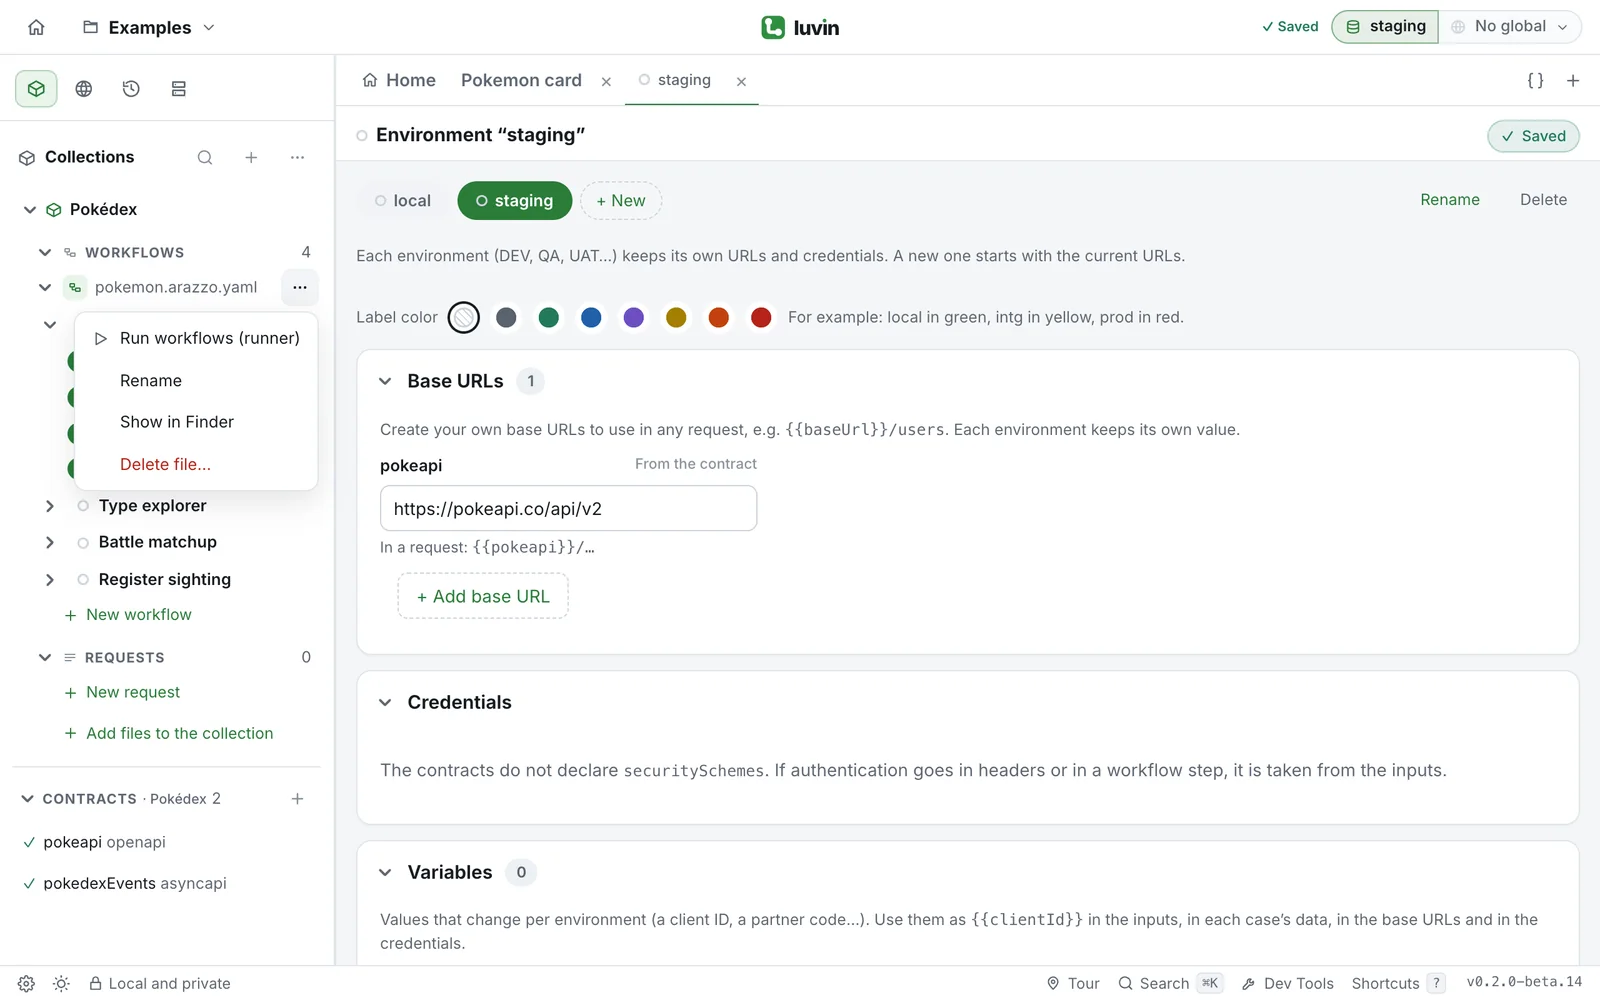 Examples
luvin
Saved
staging
No global
Home
Pokemon card
staging
{ }
Environment “staging”
Saved
Collections
Pokédex
WORKFLOWS 4
pokemon.arazzo.yaml
Run workflows (runner)
Rename
Show in Finder
Delete file...
Type explorer
Battle matchup
Register sighting
+ New workflow
REQUESTS 0
+ New request
+ Add files to the collection
CONTRACTS · Pokédex 2
pokeapi openapi
pokedexEvents asyncapi
local
staging
+ New
Rename
Delete
Each environment (DEV, QA, UAT...) keeps its own URLs and credentials. A new one starts with the current URLs.
Label color
For example: local in green, intg in yellow, prod in red.
Base URLs 1
Create your own base URLs to use in any request, e.g. {{baseUrl}}/users. Each environment keeps its own value.
pokeapi
From the contract
https://pokeapi.co/api/v2
In a request: {{pokeapi}}/…
+ Add base URL
Credentials
The contracts do not declare securitySchemes. If authentication goes in headers or in a workflow step, it is taken from the inputs.
Variables 0
Values that change per environment (a client ID, a partner code...). Use them as {{clientId}} in the inputs, in each case’s data, in the base URLs and in the
credentials.
Local and private
Tour
Search ⌘K
Dev Tools
Shortcuts ?
v0.2.0-beta.14